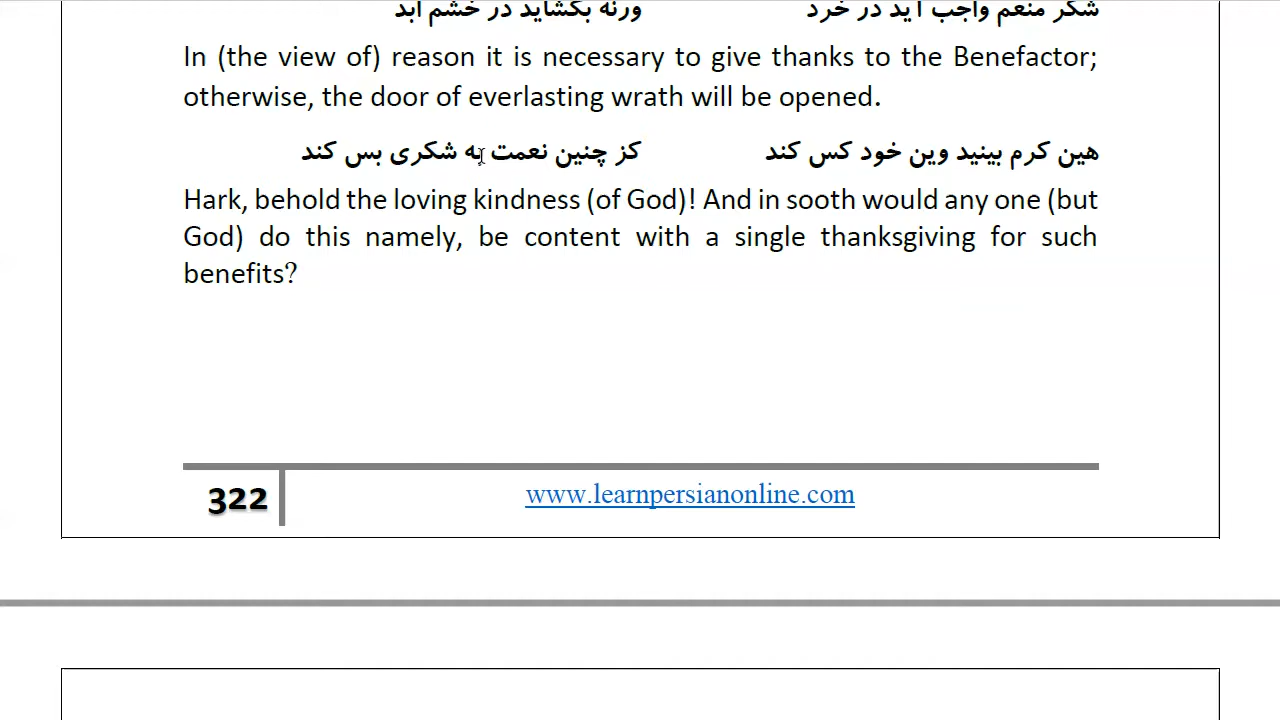 شکر منعم واجب آید در خرد ورنه بگشاید در خشم ابد
In (the view of) reason it is necessary to give thanks to the Benefactor;
otherwise, the door of everlasting wrath will be opened.
هین کرم بینید وین خود کس کند کز چنین نعمت به شکری بس کند
Hark, behold the loving kindness (of God)! And in sooth would any one (but
God) do this namely, be content with a single thanksgiving for such
benefits?
322 www.learnpersianonline.com